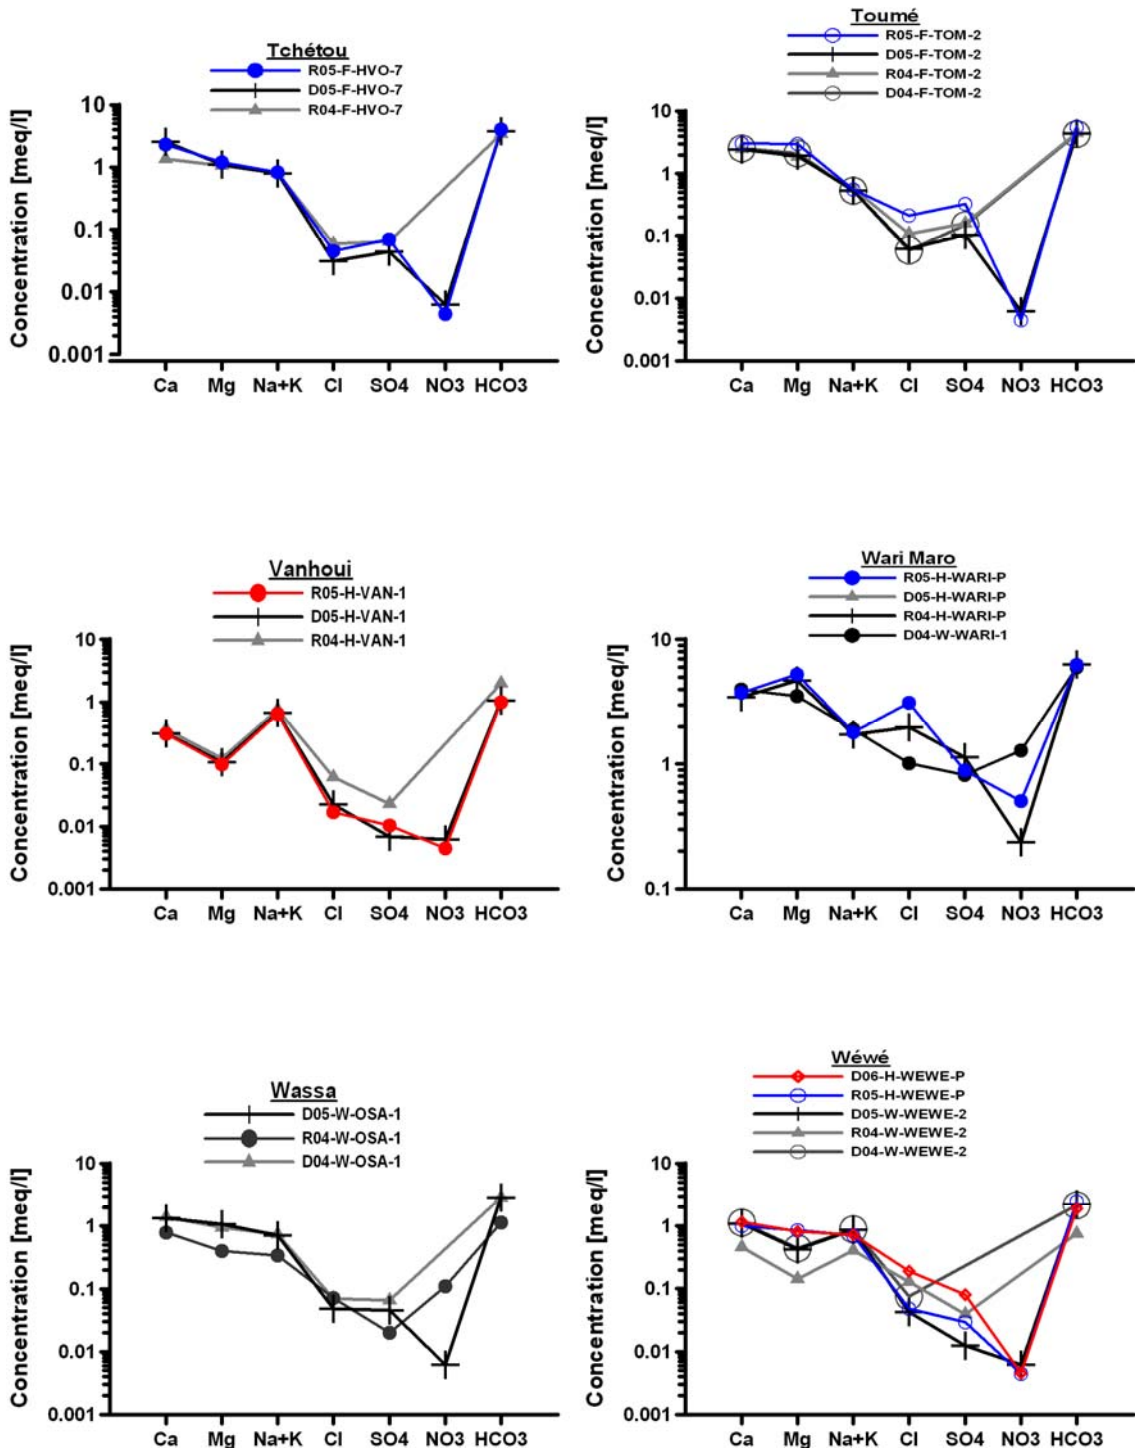 Tchétou
R05-F-HVO-7
D05-F-HVO-7
R04-F-HVO-7
Concentration [meq/l]
10
1
0.1
0.01
0.001
Ca Mg Na+K Cl SO4 NO3 HCO3
Toumé
R05-F-TOM-2
D05-F-TOM-2
R04-F-TOM-2
D04-F-TOM-2
Concentration [meq/l]
10
1
0.1
0.01
0.001
Ca Mg Na+K Cl SO4 NO3 HCO3
Vanhoui
R05-H-VAN-1
D05-H-VAN-1
R04-H-VAN-1
Concentration [meq/l]
10
1
0.1
0.01
0.001
Ca Mg Na+K Cl SO4 NO3 HCO3
Wari Maro
R05-H-WARI-P
D05-H-WARI-P
R04-H-WARI-P
D04-W-WARI-1
Concentration [meq/l]
10
1
0.1
Ca Mg Na+K Cl SO4 NO3 HCO3
Wassa
D05-W-OSA-1
R04-W-OSA-1
D04-W-OSA-1
Concentration [meq/l]
10
1
0.1
0.01
0.001
Ca Mg Na+K Cl SO4 NO3 HCO3
Wéwé
D06-H-WEWE-P
R05-H-WEWE-P
D05-W-WEWE-2
R04-W-WEWE-2
D04-W-WEWE-2
Concentration [meq/l]
10
1
0.1
0.01
0.001
Ca Mg Na+K Cl SO4 NO3 HCO3